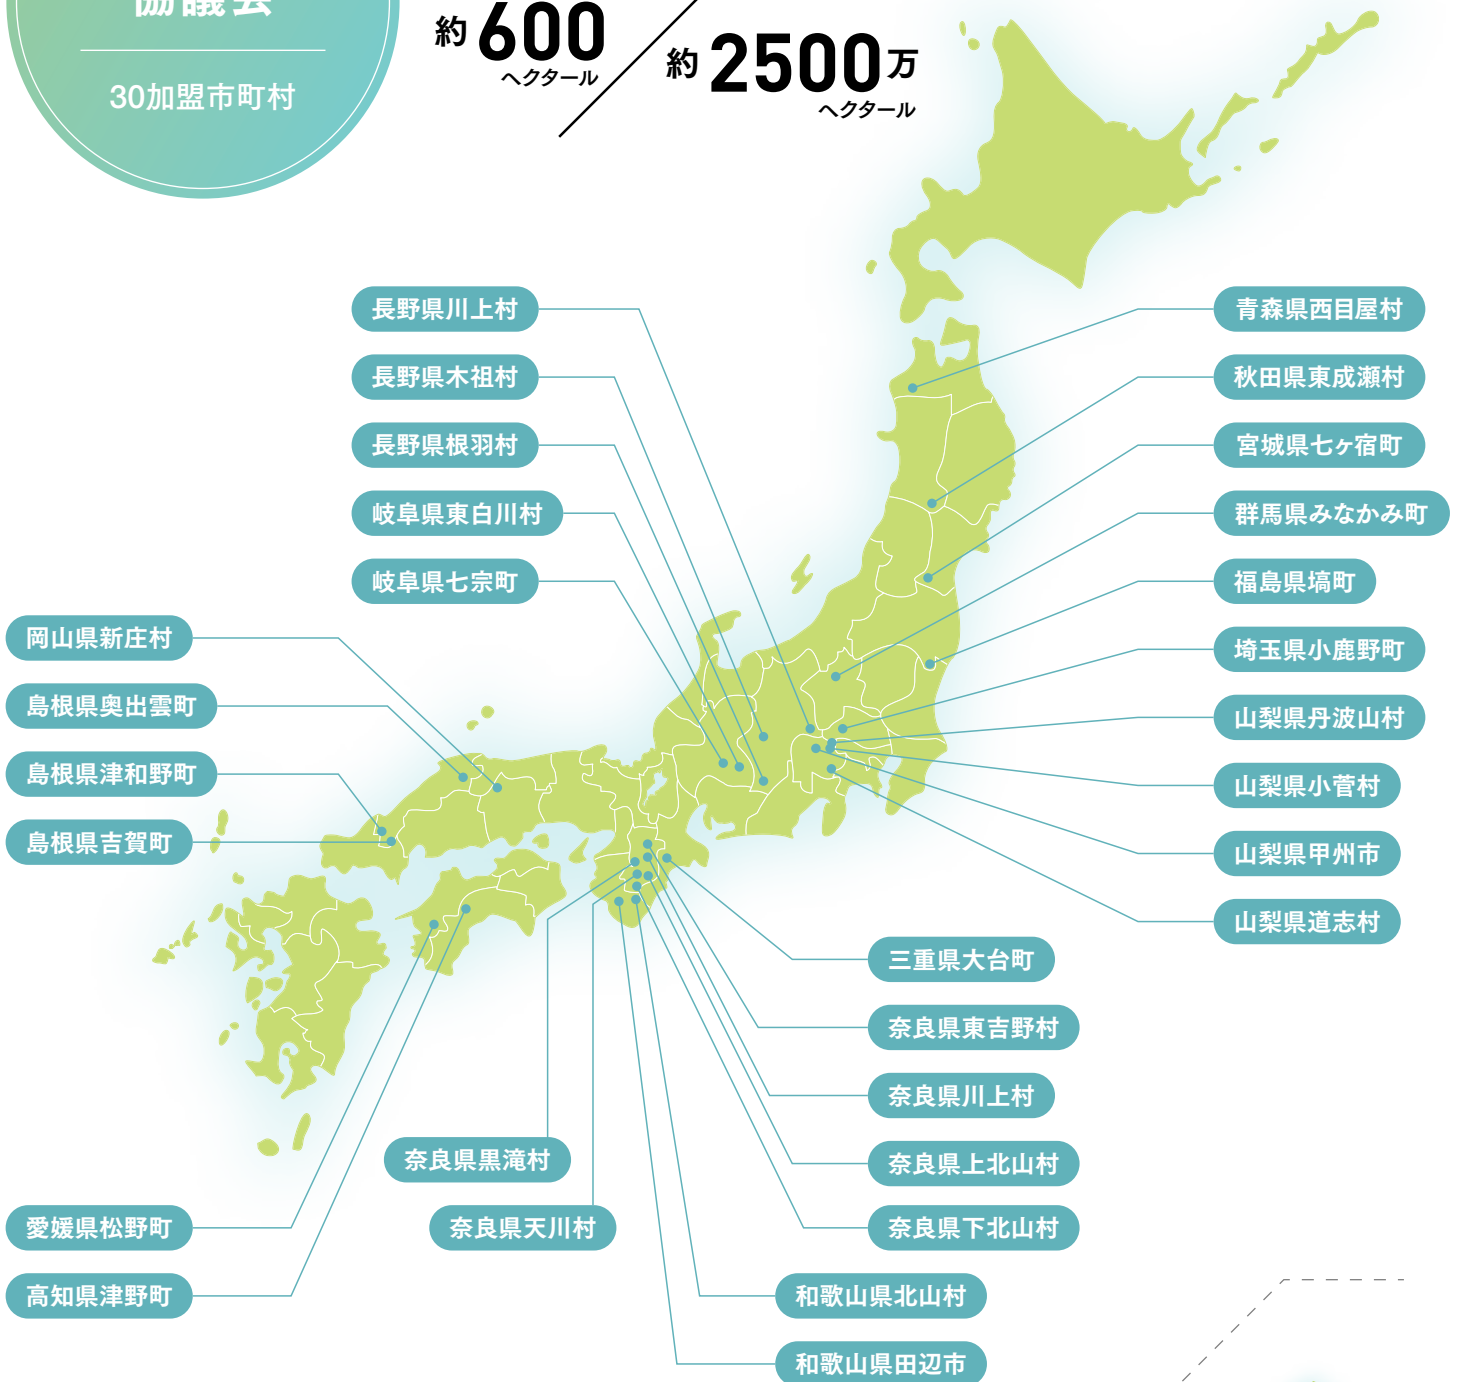 協議会
30加盟市町村
約600
ヘクタール
約2500万
ヘクタール
長野県川上村
長野県木祖村
長野県根羽村
岐阜県東白川村
岐阜県七宗町
岡山県新庄村
島根県奥出雲町
島根県津和野町
島根県吉賀町
青森県西目屋村
秋田県東成瀬村
宮城県七ヶ宿町
群馬県みなかみ町
福島県塙町
埼玉県小鹿野町
山梨県丹波山村
山梨県小菅村
山梨県甲州市
山梨県道志村
三重県大台町
奈良県東吉野村
奈良県川上村
奈良県上北山村
奈良県下北山村
奈良県黒滝村
奈良県天川村
愛媛県松野町
高知県津野町
和歌山県北山村
和歌山県田辺市